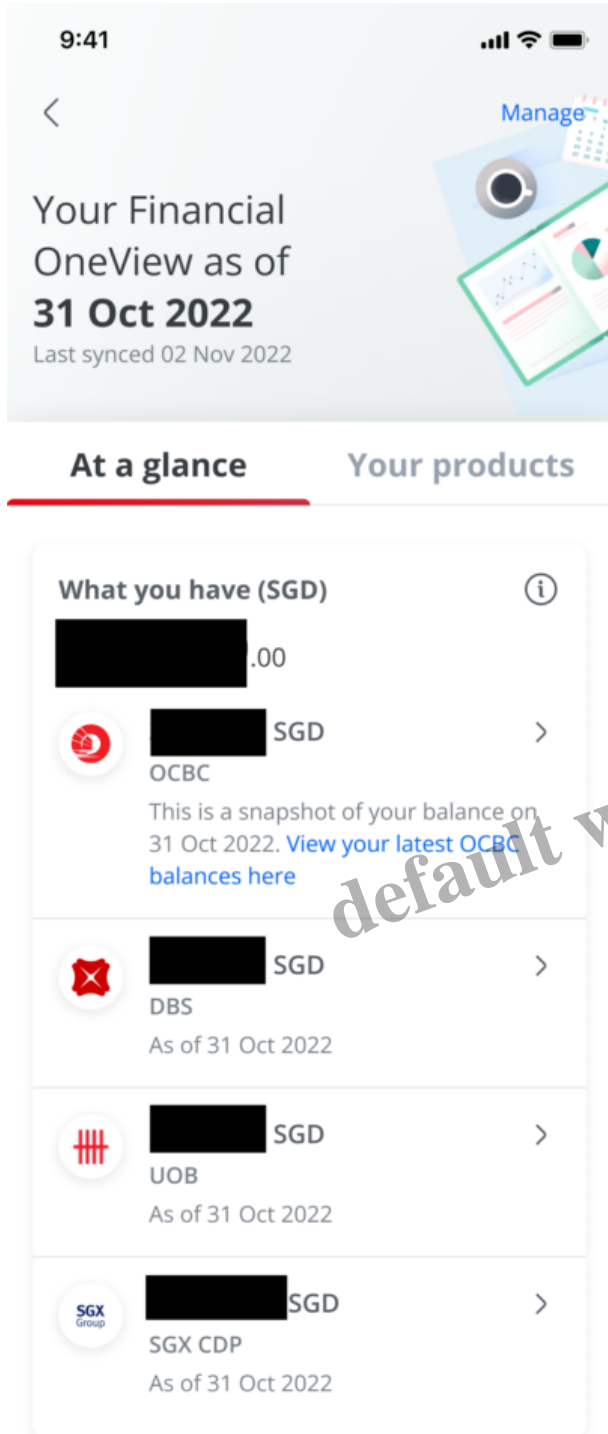 9:41
Manage
Your Financial
OneView as of
31 Oct 2022
Last synced 02 Nov 2022
At a glance
Your products
What you have (SGD)
.00
SGD
OCBC
This is a snapshot of your balance on
31 Oct 2022. View your latest OCBC
balances here
default
SGD
DBS
As of 31 Oct 2022
SGD
UOB
As of 31 Oct 2022
SGX
Group
SGD
SGX CDP
As of 31 Oct 2022